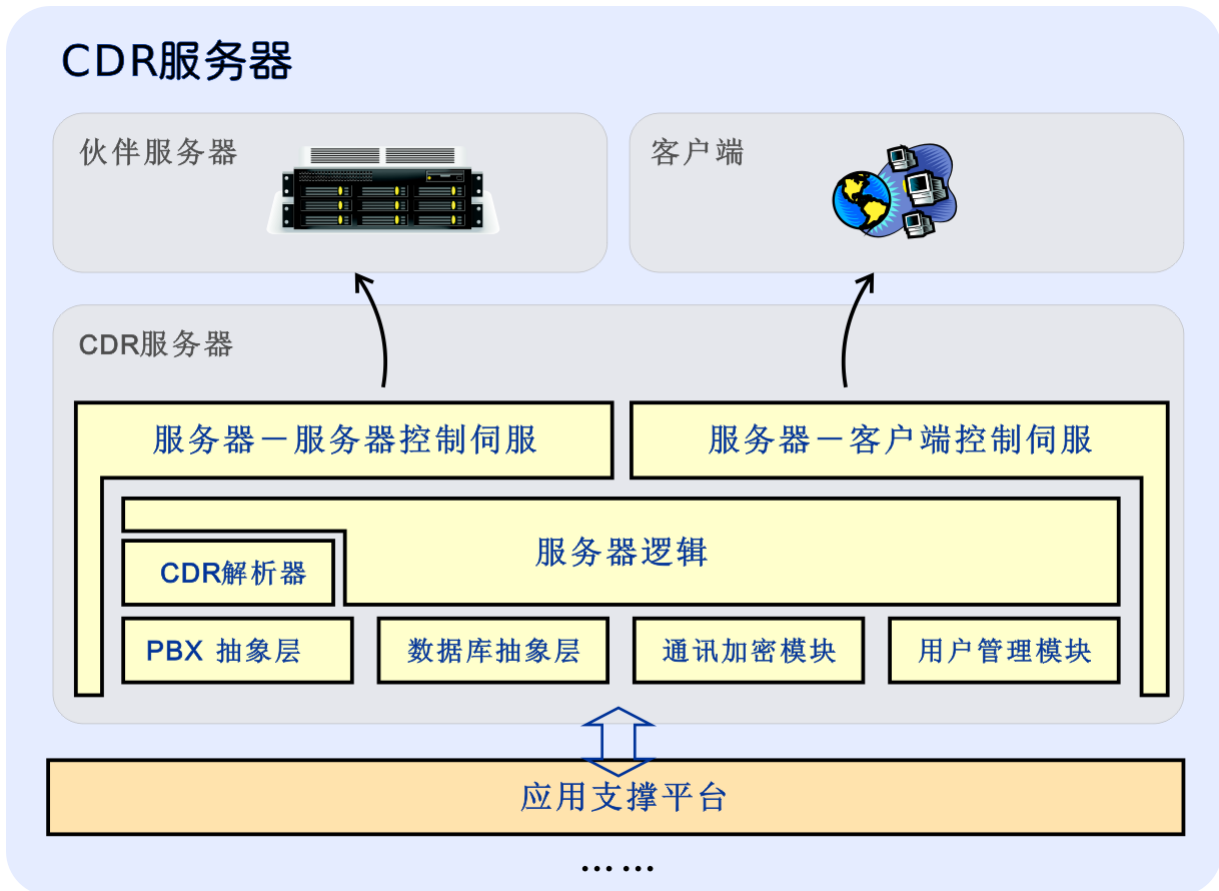 CDR服务器
伙伴服务器
客户端
CDR服务器
服务器－服务器控制伺服
服务器－客户端控制伺服
服务器逻辑
CDR解析器
PBX 抽象层
数据库抽象层
通讯加密模块
用户管理模块
应用支撑平台
……